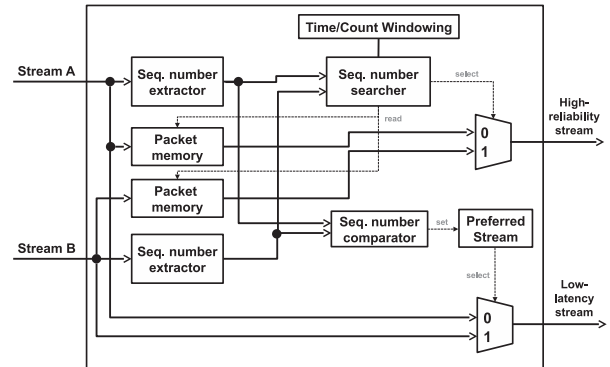 Time/Count Windowing
Stream A
Seq. number
extractor
Seq. number
searcher
select
High-
reliability
stream
read
Packet
memory
0
1
Packet
memory
Seq. number
comparator
set
Preferred
Stream
Stream B
Seq. number
extractor
select
Low-
latency
stream
0
1